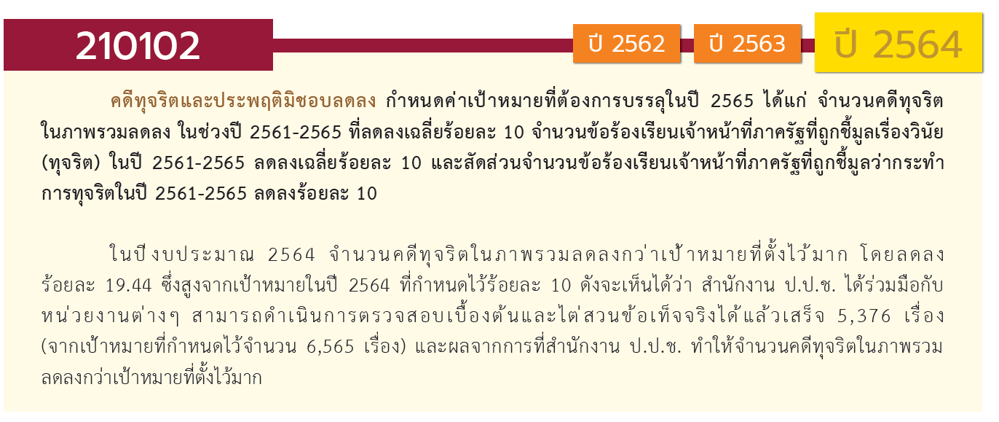 210102
ปี 2562 ปี 2563 ปี 2564
คดีทุจริตและประพฤติมิชอบลดลง กำหนดค่าเป้าหมายที่ต้องการบรรลุในปี 2565 ได้แก่ จำนวนคดีทุจริต
ในภาพรวมลดลง ในช่วงปี 2561-2565 ที่ลดลงเฉลี่ยร้อยละ 10 จำนวนข้อร้องเรียนเจ้าหน้าที่ภาครัฐที่ถูกชี้มูลเรื่องวินัย
(ทุจริต) ในปี 2561-2565 ลดลงเฉลี่ยร้อยละ 10 และสัดส่วนจำนวนข้อร้องเรียนเจ้าหน้าที่ภาครัฐที่ถูกชี้มูลว่ากระทำ
การทุจริตในปี 2561-2565 ลดลงร้อยละ 10
ในปีงบประมาณ 2564 จำนวนคดีทุจริตในภาพรวมลดลงกว่าเป้าหมายที่ตั้งไว้มาก โดยลดลง
ร้อยละ 19.44 ซึ่งสูงจากเป้าหมายในปี 2564 ที่กำหนดไว้ร้อยละ 10 ดังจะเห็นได้ว่า สำนักงาน ป.ป.ช. ได้ร่วมมือกับ
หน่วยงานต่างๆ สามารถดำเนินการตรวจสอบเบื้องต้นและไต่สวนข้อเท็จจริงได้แล้วเสร็จ 5,376 เรื่อง
(จากเป้าหมายที่กำหนดไว้จำนวน 6,565 เรื่อง) และผลจากการที่สำนักงาน ป.ป.ช. ทำให้จำนวนคดีทุจริตในภาพรวม
ลดลงกว่าเป้าหมายที่ตั้งไว้มาก